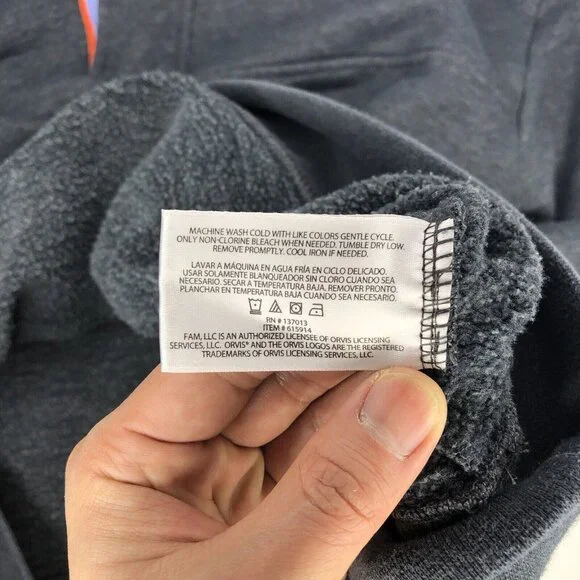 MACHINE WASH COLD WITH LIKE COLORS GENTLE CYCLE.
ONLY NON-CLORINE BLEACH WHEN NEEDED. TUMBLE DRY LOW.
REMOVE PROMPTLY. COOL IRON IF NEEDED.
LAVAR A MÁQUINA EN AGUA FRÍA EN CICLO DELICADO.
USAR SOLAMENTE BLANQUEADOR SIN CLORO CUANDO SEA
NECESARIO. SECAR A TEMPERATURA BAJA. REMOVER PRONTO.
PLANCHAR EN TEMPERATURA BAJA CUANDO SEA NECESARIO.
RN # 137013
ITEM # 615914
FAM, LLC IS AN AUTHORIZED LICENSEE OF ORVIS LICENSING
SERVICES, LLC. ORVIS® AND THE ORVIS LOGOS ARE THE REGISTERED
TRADEMARKS OF ORVIS LICENSING SERVICES, LLC.